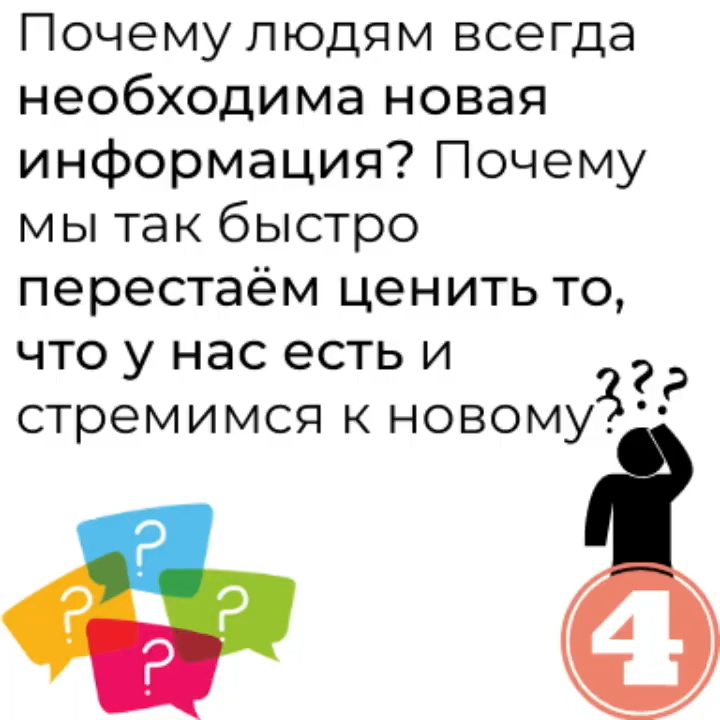 Почему людям всегда
необходима новая
информация? Почему
мы так быстро
перестаём ценить то,
что у нас есть и
стремимся к новому?
???
?
? ?
?
4